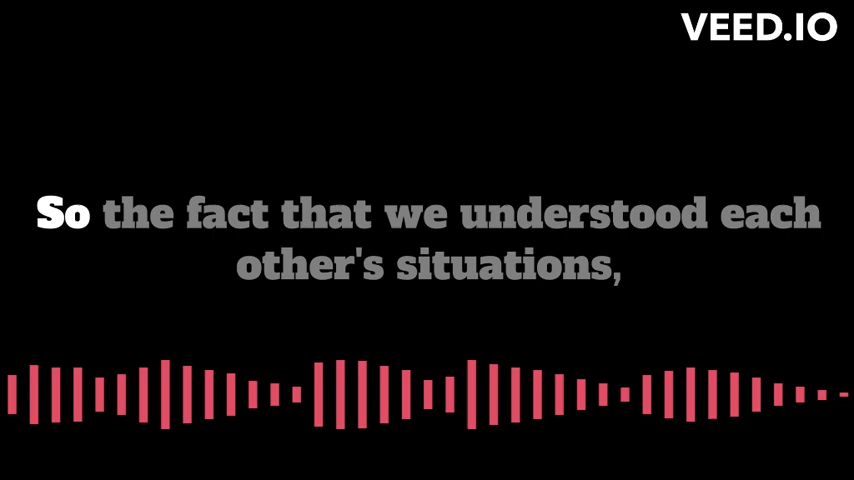 VEED.IO
So the fact that we understood each
other's situations,